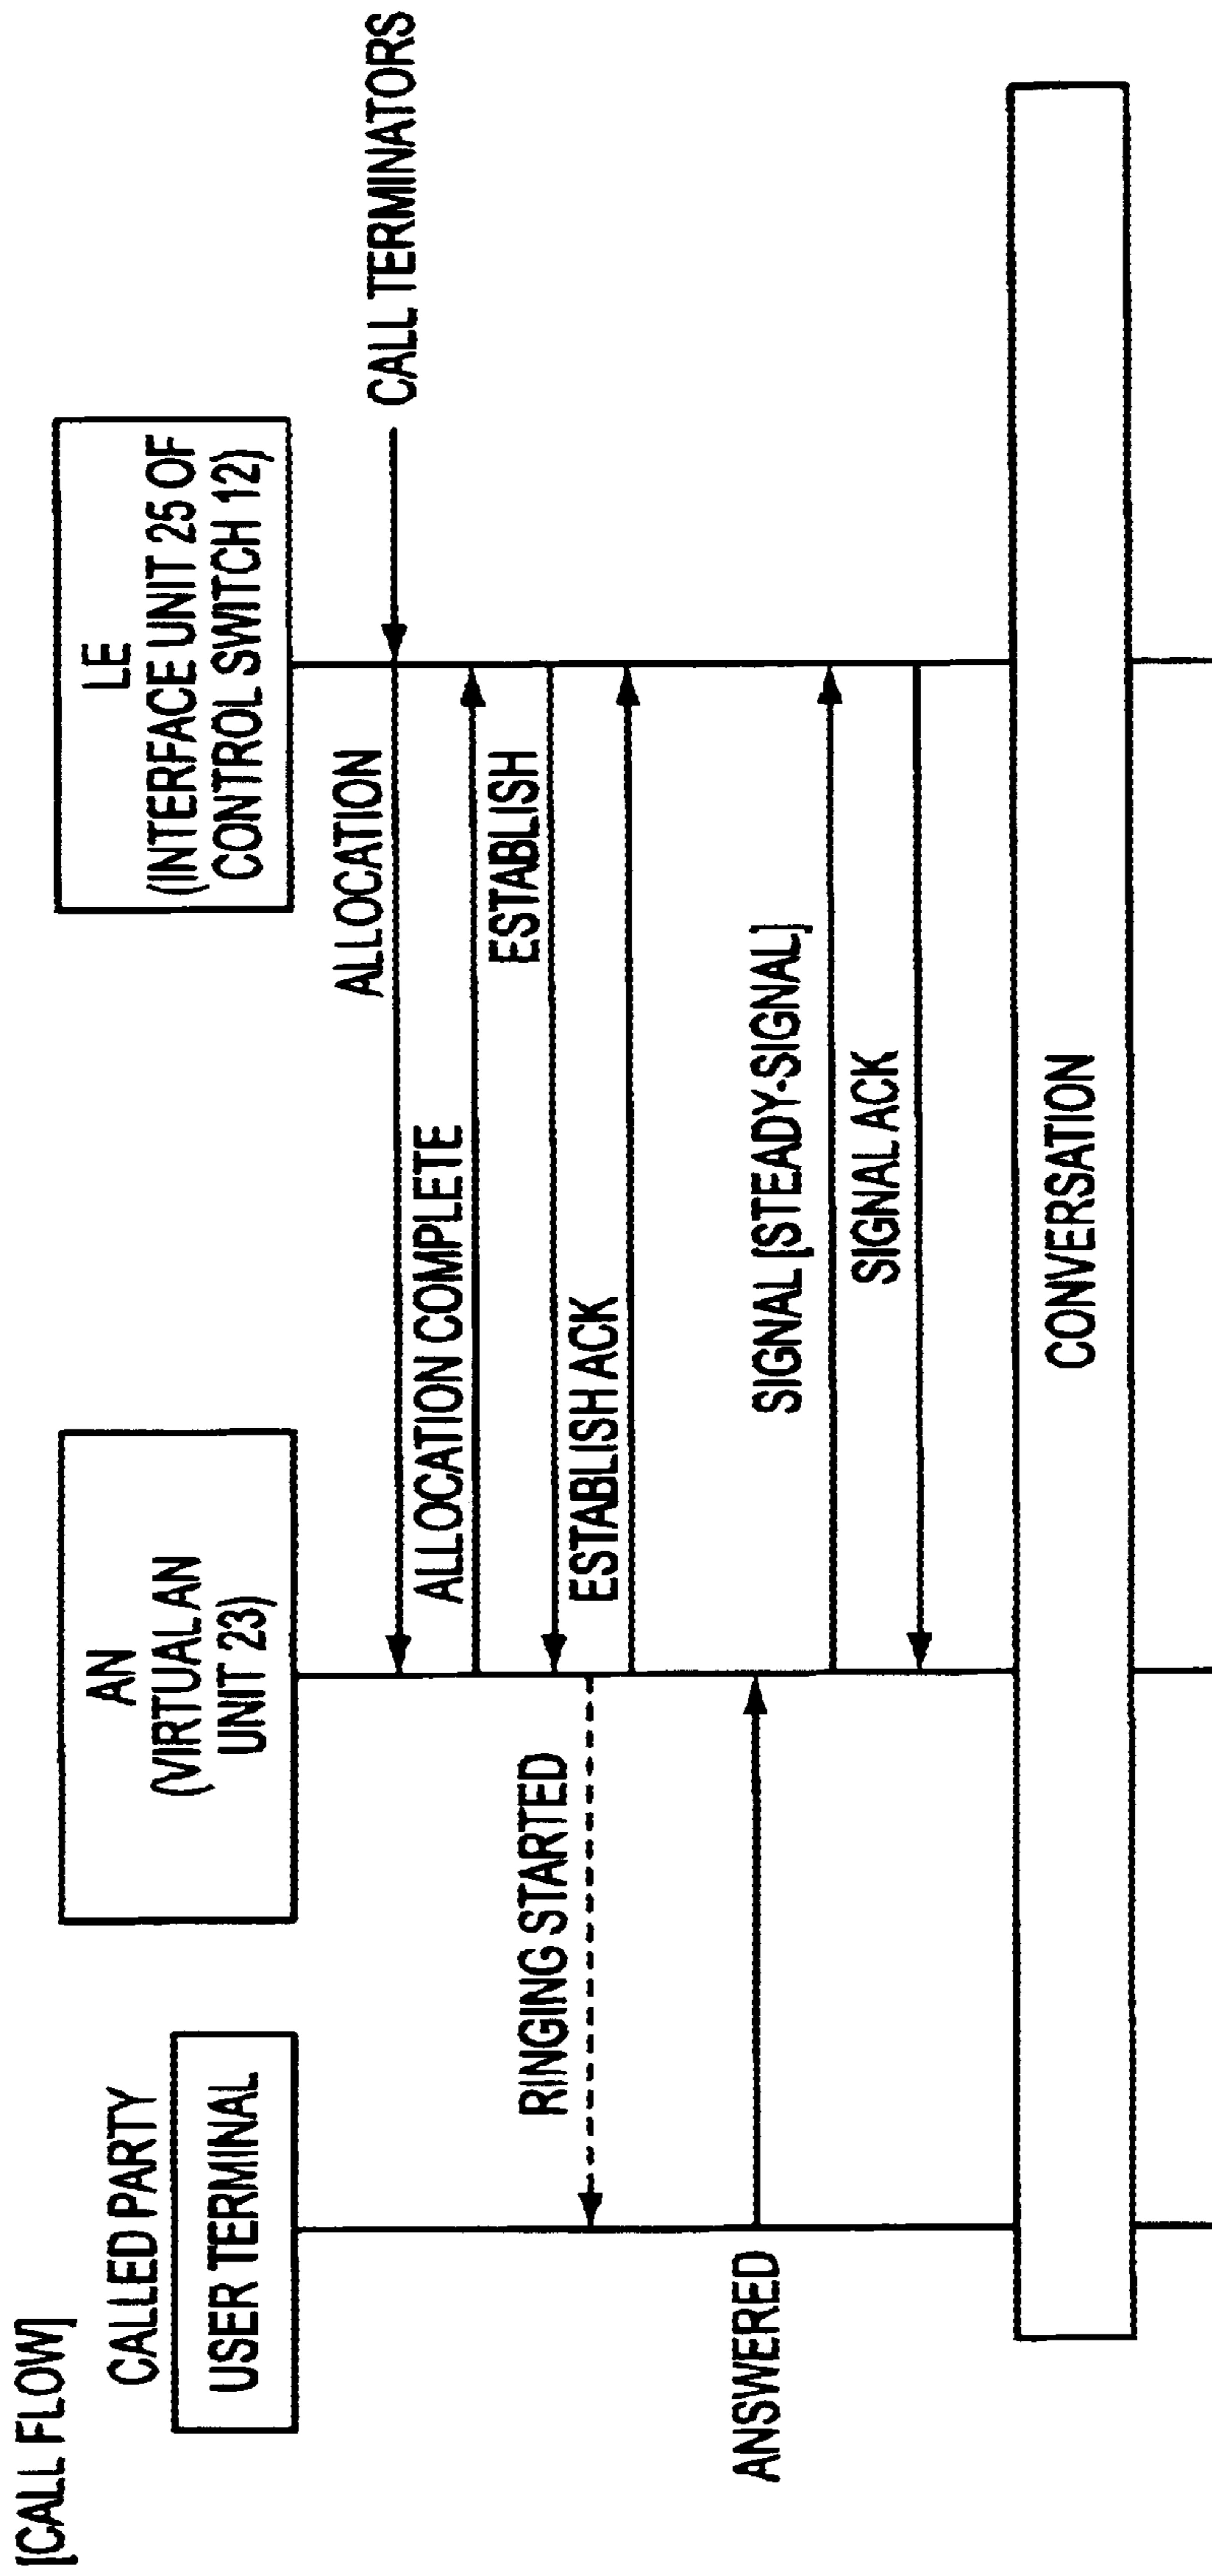 [CALL FLOW]
CALLED PARTY
USER TERMINAL
AN
(VIRTUAL AN
UNIT 23)
LE
(INTERFACE UNIT 25 OF
CONTROL SWITCH 12)
CALL TERMINATORS
ALLOCATION
ALLOCATION COMPLETE
ESTABLISH
RINGING STARTED
ESTABLISH ACK
ANSWERED
SIGNAL [STEADY-SIGNAL]
SIGNAL ACK
CONVERSATION